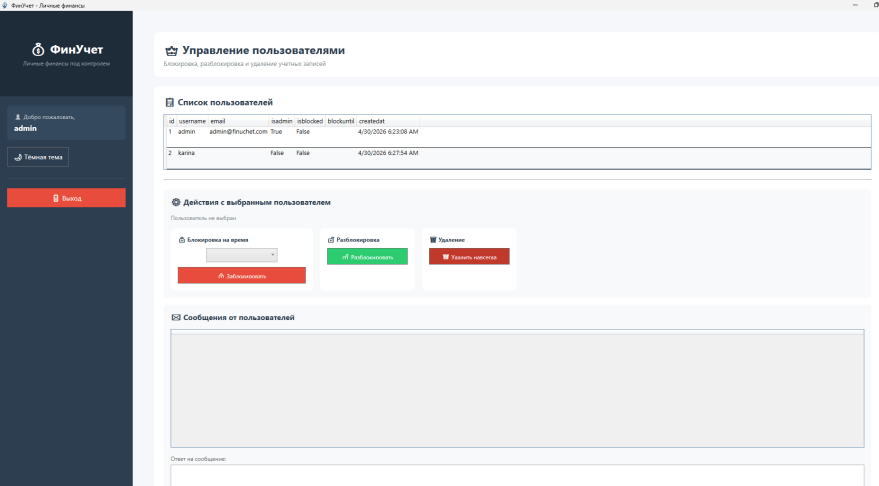 ФинУчет - Личные финансы
ФинУчет
Личные финансы под контролем
Добро пожаловать,
admin
Тёмная тема
Выход
Управление пользователями
Блокировка, разблокировка и удаление учетных записей
Список пользователей
id username email isadmin isblocked blockuntil createdat
1 admin admin@finuchet.com True False 4/30/2026 6:23:08 AM
2 karina False False 4/30/2026 6:27:54 AM
Действия с выбранным пользователем
Пользователь не выбран
Блокировка на время
Заблокировать
Разблокировка
Разблокировать
Удаление
Удалить навсегда
Сообщения от пользователей
Ответ на сообщение: